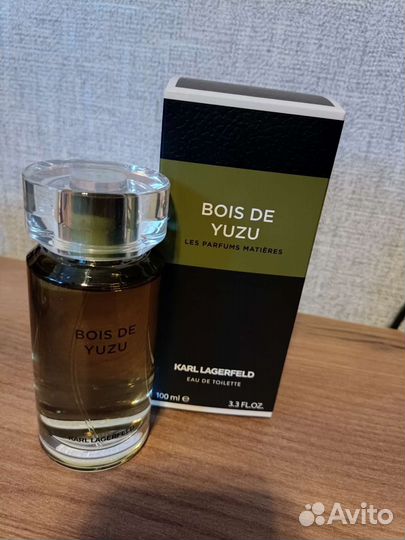 BOIS DE
YUZU
LES PARFUMS MATIÈRES
KARL LAGERFELD
EAU DE TOILETTE
100 ml e 3.3 FL.OZ.
BOIS DE
YUZU
KARL LAGERFELD
Avito